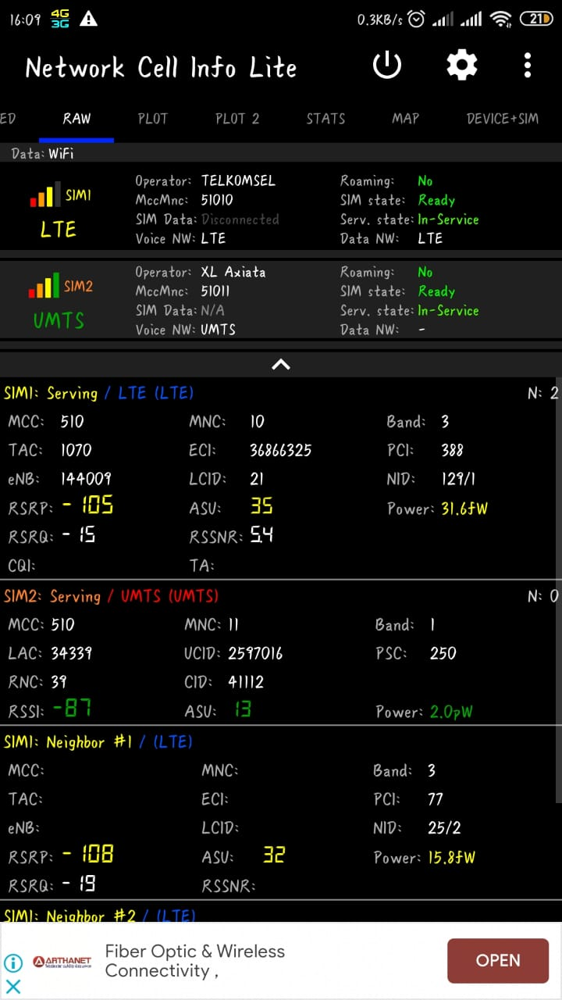 16:09 4G 3G 0.3KB/s 21
Network Cell Info Lite
ED RAW PLOT PLOT 2 STATS MAP DEVICE+SIM
Data: WiFi
SIM1
LTE
Operator: TELKOMSEL Roaming: No
MccMnc: 51010 SIM state: Ready
SIM Data: Disconnected Serv. state: In-Service
Voice NW: LTE Data NW: LTE
SIM2
UMTS
Operator: XL Axiata Roaming: No
MccMnc: 51011 SIM state: Ready
SIM Data: N/A Serv. state: In-Service
Voice NW: UMTS Data NW: -
SIM1: Serving / LTE (LTE) N: 2
MCC: 510 MNC: 10 Band: 3
TAC: 1070 ECI: 36866325 PCI: 388
eNB: 144009 LCID: 21 NID: 129/1
RSRP: -105 ASU: 35 Power: 31.6fW
RSRQ: -15 RSSNR: 5.4
CQI: TA:
SIM2: Serving / UMTS (UMTS) N: 0
MCC: 510 MNC: 11 Band: 1
LAC: 34339 UCID: 2597016 PSC: 250
RNC: 39 CID: 41112
RSSI: -87 ASU: 13 Power: 2.0pW
SIM1: Neighbor #1 / (LTE)
MCC: MNC: Band: 3
TAC: ECI: PCI: 77
eNB: LCID: NID: 25/2
RSRP: -108 ASU: 32 Power: 15.8fW
RSRQ: -19 RSSNR:
SIM1: Neighbor #2 / (LTE)
ARTHANET
Fiber Optic & Wireless
Connectivity ,
OPEN